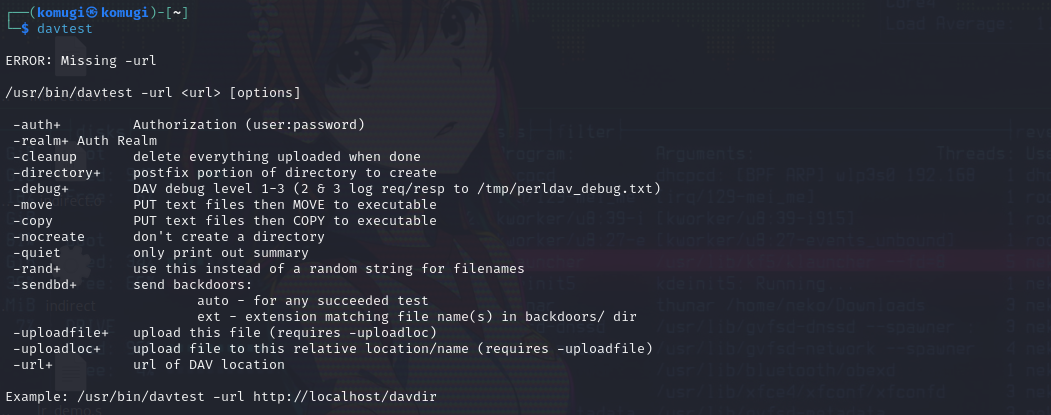 ┌──(komugi㉿komugi)-[~]
└─$ davtest

ERROR: Missing -url

/usr/bin/davtest -url <url> [options]

 -auth+         Authorization (user:password)
 -realm+ Auth Realm
 -cleanup       delete everything uploaded when done
 -directory+    postfix portion of directory to create
 -debug+        DAV debug level 1-3 (2 & 3 log req/resp to /tmp/perldav_debug.txt)
 -move          PUT text files then MOVE to executable
 -copy          PUT text files then COPY to executable
 -nocreate      don't create a directory
 -quiet         only print out summary
 -rand+         use this instead of a random string for filenames
 -sendbd+       send backdoors:
                        auto - for any succeeded test
                        ext - extension matching file name(s) in backdoors/ dir
 -uploadfile+   upload this file (requires -uploadloc)
 -uploadloc+    upload file to this relative location/name (requires -uploadfile)
 -url+          url of DAV location

Example: /usr/bin/davtest -url http://localhost/davdir
Load Average
Arguments:
Threads: